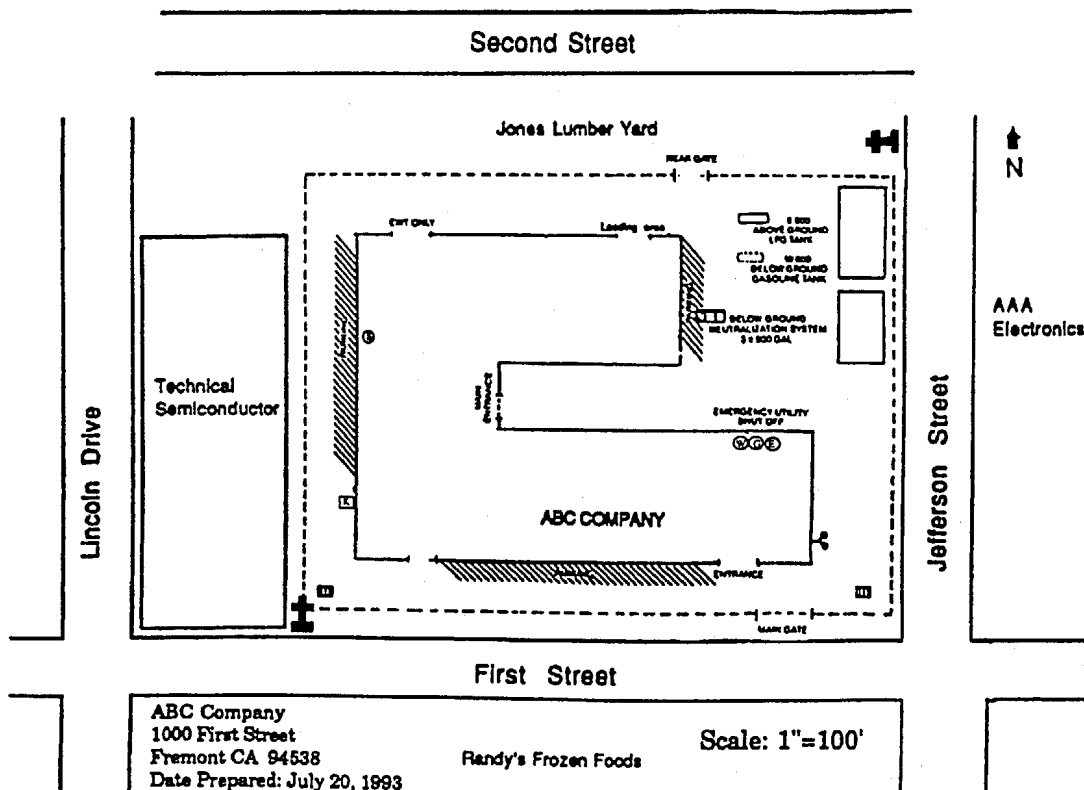 Second Street
Jones Lumber Yard
REAR GATE
N
EXIT ONLY
Loading area
ABOVE GROUND
LPG TANK
BELOW GROUND
GASOLINE TANK
BELOW GROUND
NEUTRALIZATION SYSTEM
3 x 500 GAL
AAA
Electronics
Technical
Semiconductor
MAIN
ENTRANCE
EMERGENCY UTILITY
SHUT OFF
W G E
K
Lincoln Drive
ABC COMPANY
Jefferson Street
ENTRANCE
MAIN GATE
First Street
ABC Company
1000 First Street
Fremont CA 94538
Date Prepared: July 20, 1993
Randy's Frozen Foods
Scale: 1"=100'